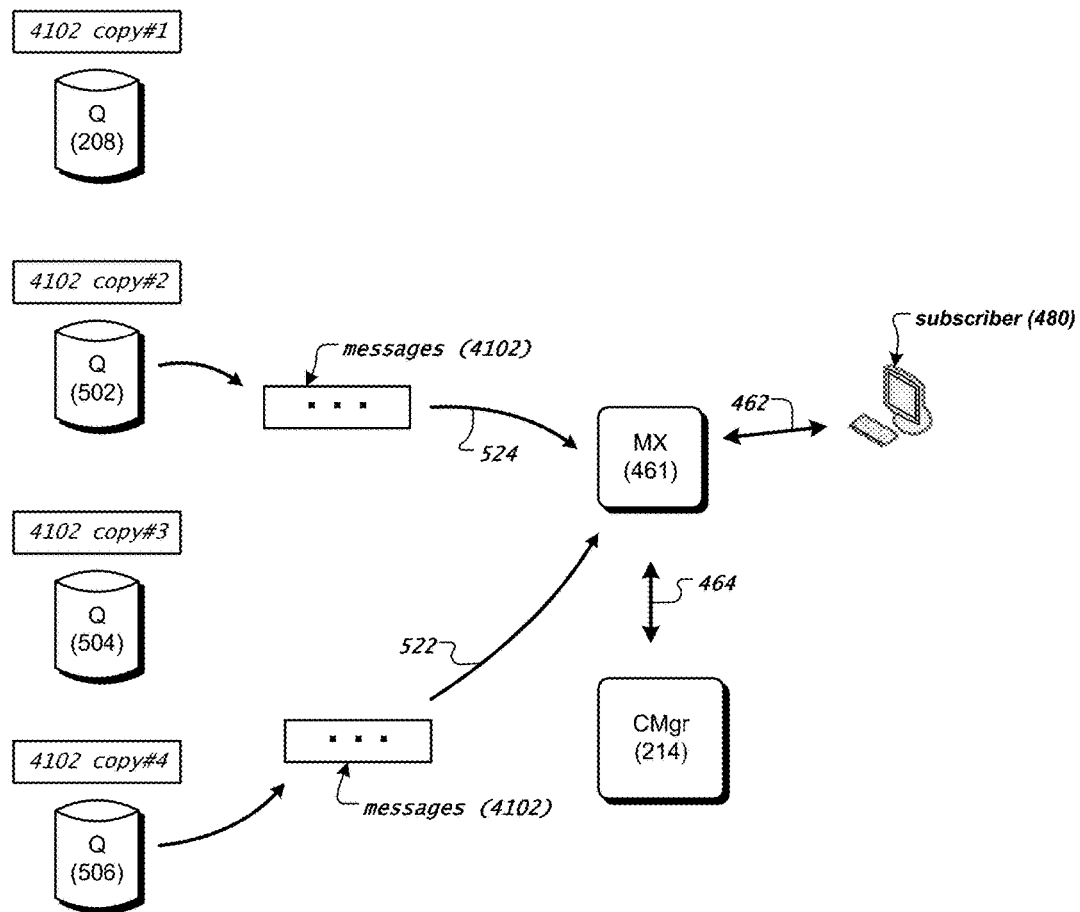 4102 copy#1
Q
(208)
4102 copy#2
Q
(502)
messages (4102)
524
MX
(461)
462
subscriber (480)
4102 copy#3
Q
(504)
522
464
CMgr
(214)
4102 copy#4
Q
(506)
messages (4102)